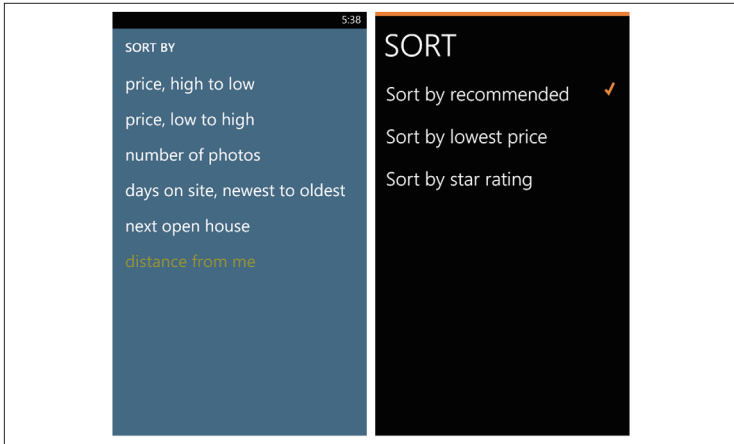 5:38
SORT BY
price, high to low
price, low to high
number of photos
days on site, newest to oldest
next open house
distance from me
SORT
Sort by recommended
Sort by lowest price
Sort by star rating